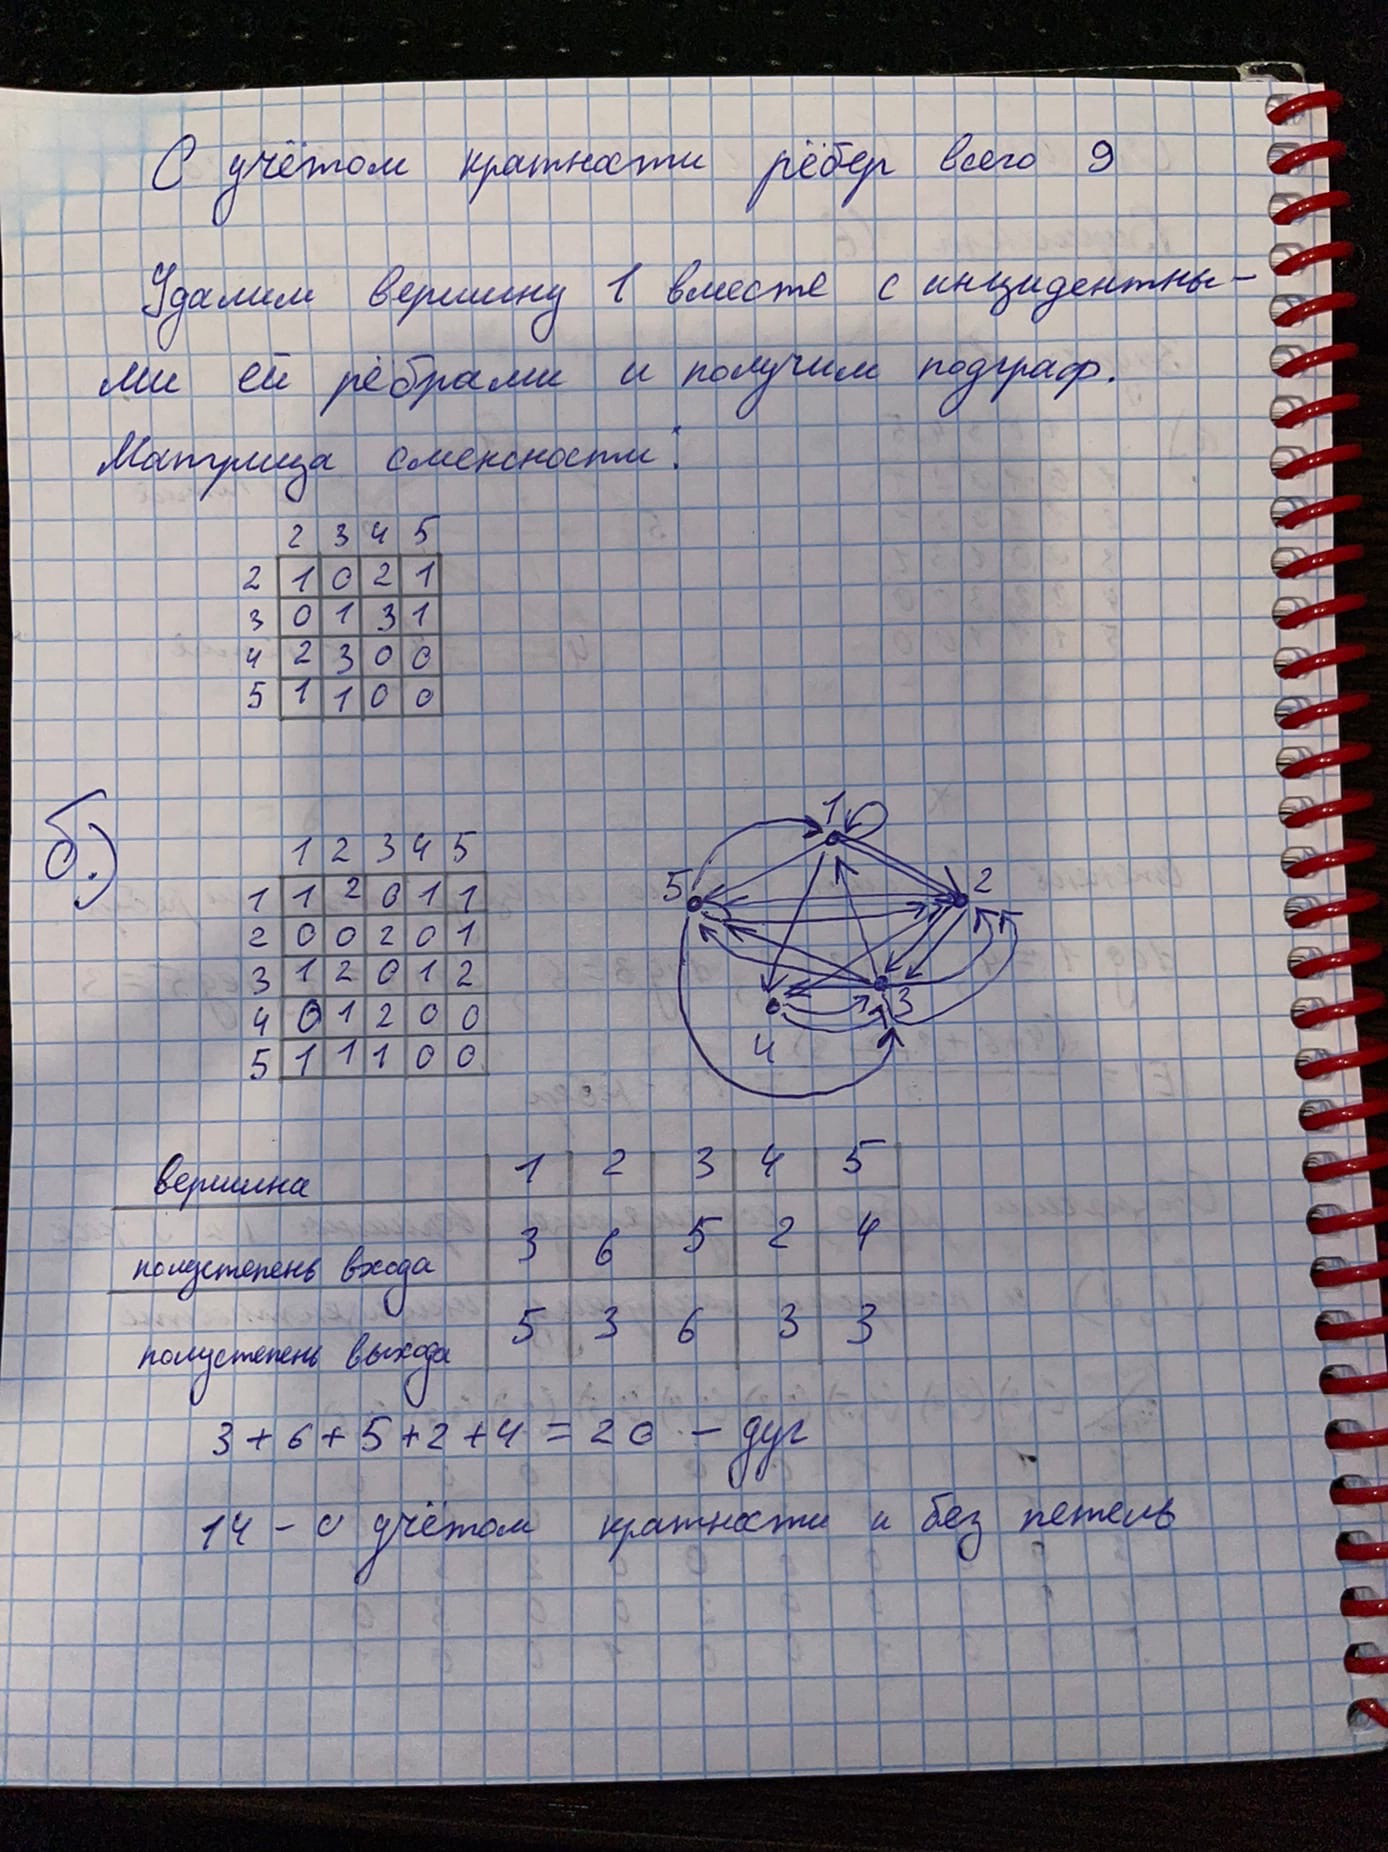 С учётом кратности рёбер всего 9
Удалим вершину 1 вместе с инцидентны-
ми ей рёбрами и получим подграф.
Матрица смежности:
2 3 4 5
2 1 0 2 1
3 0 1 3 1
4 2 3 0 0
5 1 1 0 0
б.)
1 2 3 4 5
1 1 2 0 1 1
2 0 0 2 0 1
3 1 2 0 1 2
4 0 1 2 0 0
5 1 1 1 0 0
1
5
2
3
4
вершина 1 2 3 4 5
полустепень входа 3 6 5 2 4
полустепень выхода 5 3 6 3 3
3+6+5+2+4=20 - дуг
14 - с учётом кратности и без петель